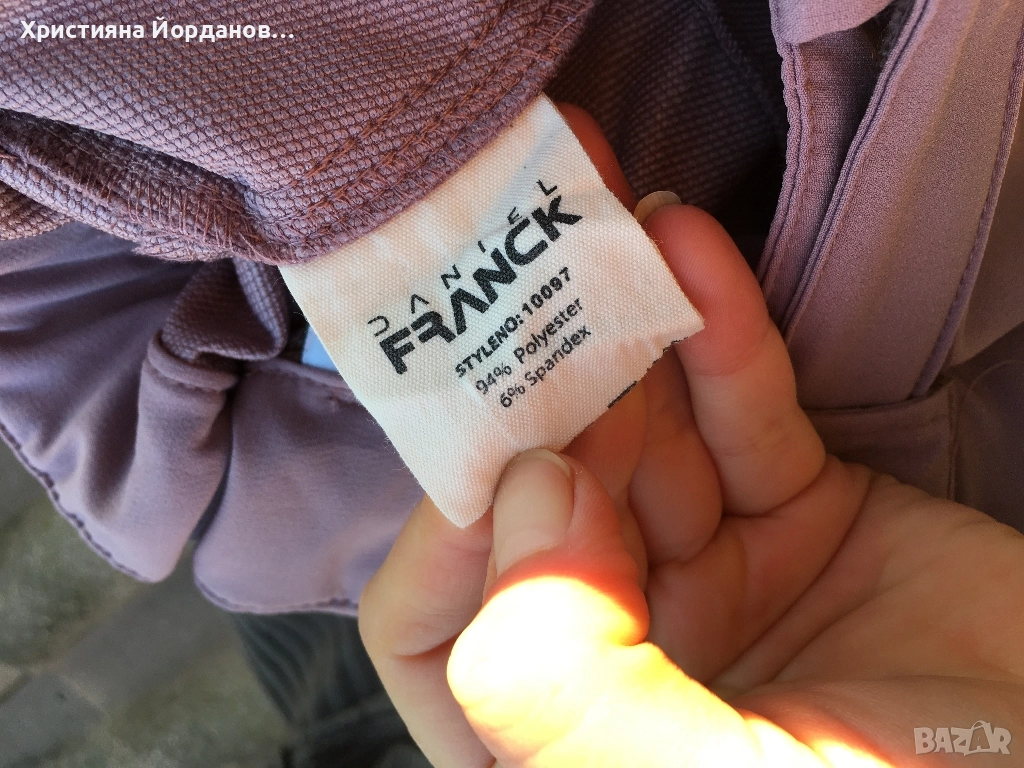 Християна Йорданов...
DANIEL
FRANCK
STYLENO: 10097
94% Polyester
6% Spandex
BAZAR